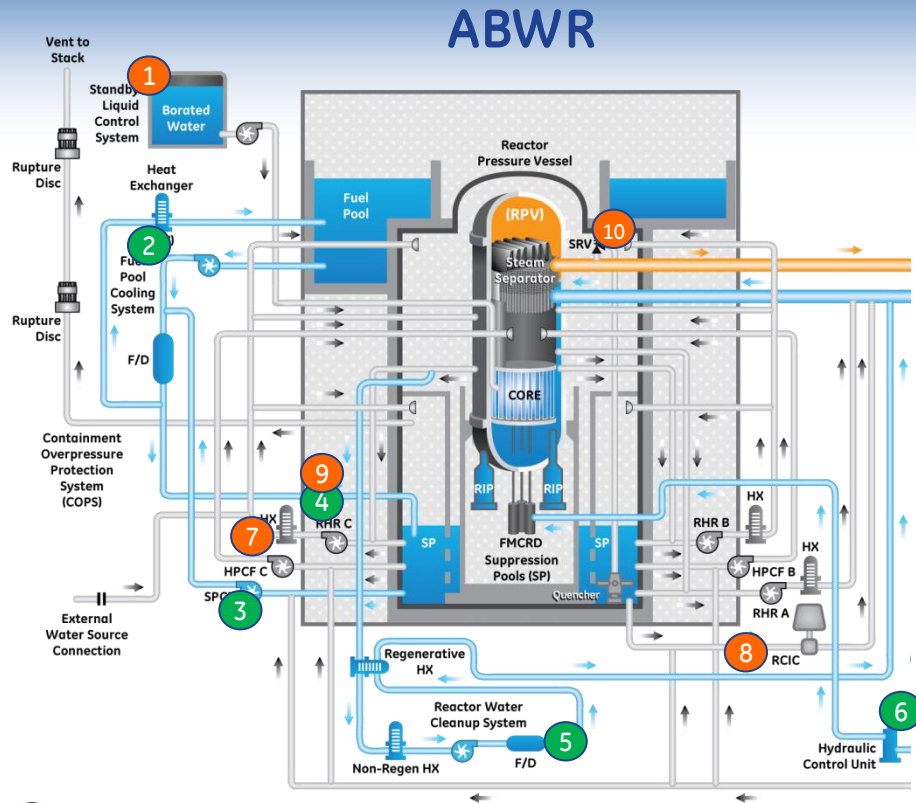 ABWR
Vent to
Stack
1
Standby
Liquid
Control
System
Borated
Water
Rupture
Disc
Heat
Exchanger
2
Fuel
Pool
Cooling
System
Rupture
Disc
F/D
Containment
Overpressure
Protection
System
(COPS)
Reactor
Pressure Vessel
Fuel
Pool
(RPV)
SRV
10
Steam
Separator
CORE
RIP
RIP
9
4
7
HX
RHR C
HPCF C
3
External
Water Source
Connection
SP
FMCRD
Suppression
Pools (SP)
SP
Quencher
RHR B
HX
HPCF B
HX
RHR A
8
RCIC
Regenerative
HX
Reactor Water
Cleanup System
5
F/D
Non-Regen HX
6
Hydraulic
Control Unit